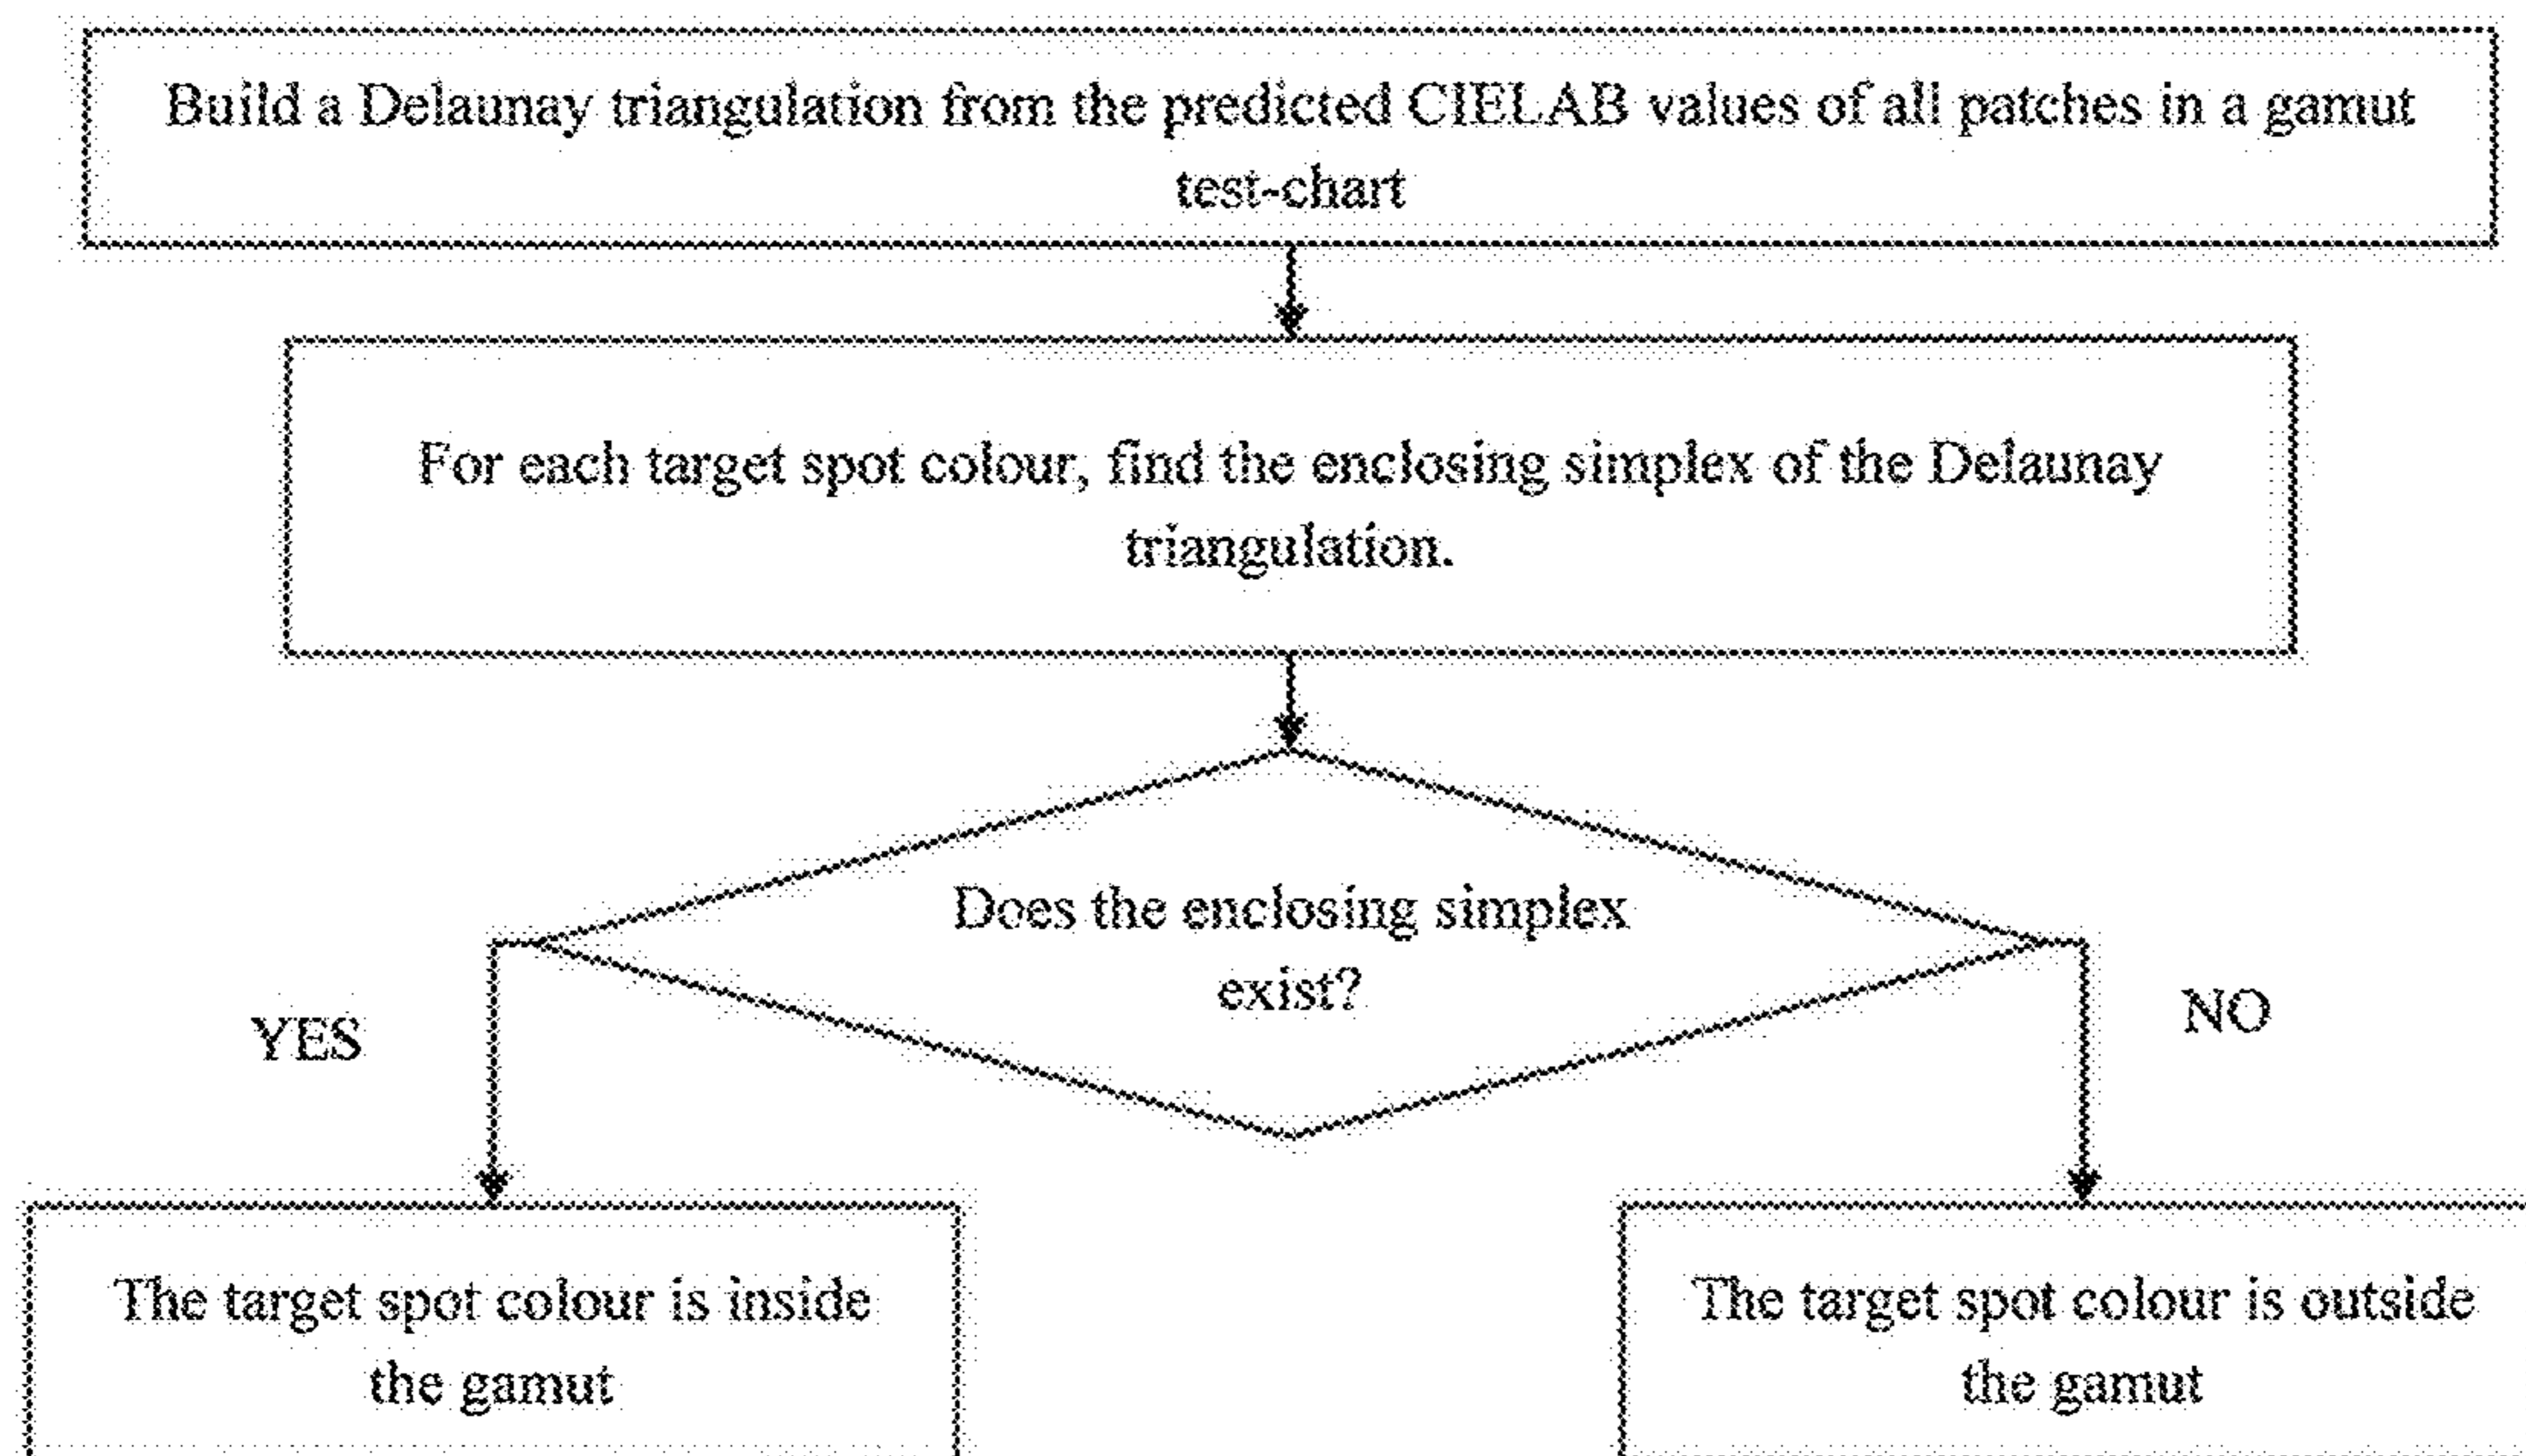 Build a Delaunay triangulation from the predicted CIELAB values of all patches in a gamut
test-chart
For each target spot colour, find the enclosing simplex of the Delaunay
triangulation.
Does the enclosing simplex
exist?
YES
NO
The target spot colour is inside
the gamut
The target spot colour is outside
the gamut